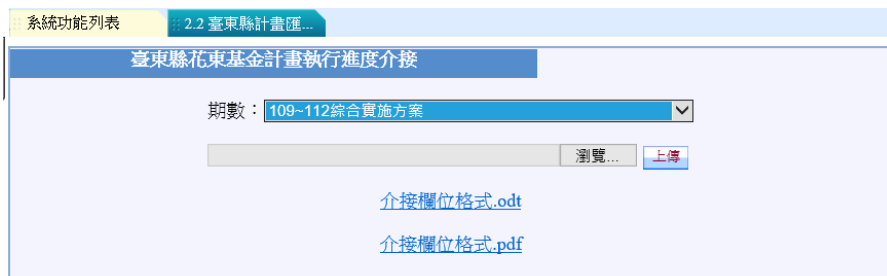 系統功能列表
2.2 臺東縣計畫匯...
臺東縣花東基金計畫執行進度介接
期數：109~112綜合實施方案
瀏覽... 上傳
介接欄位格式.odt
介接欄位格式.pdf